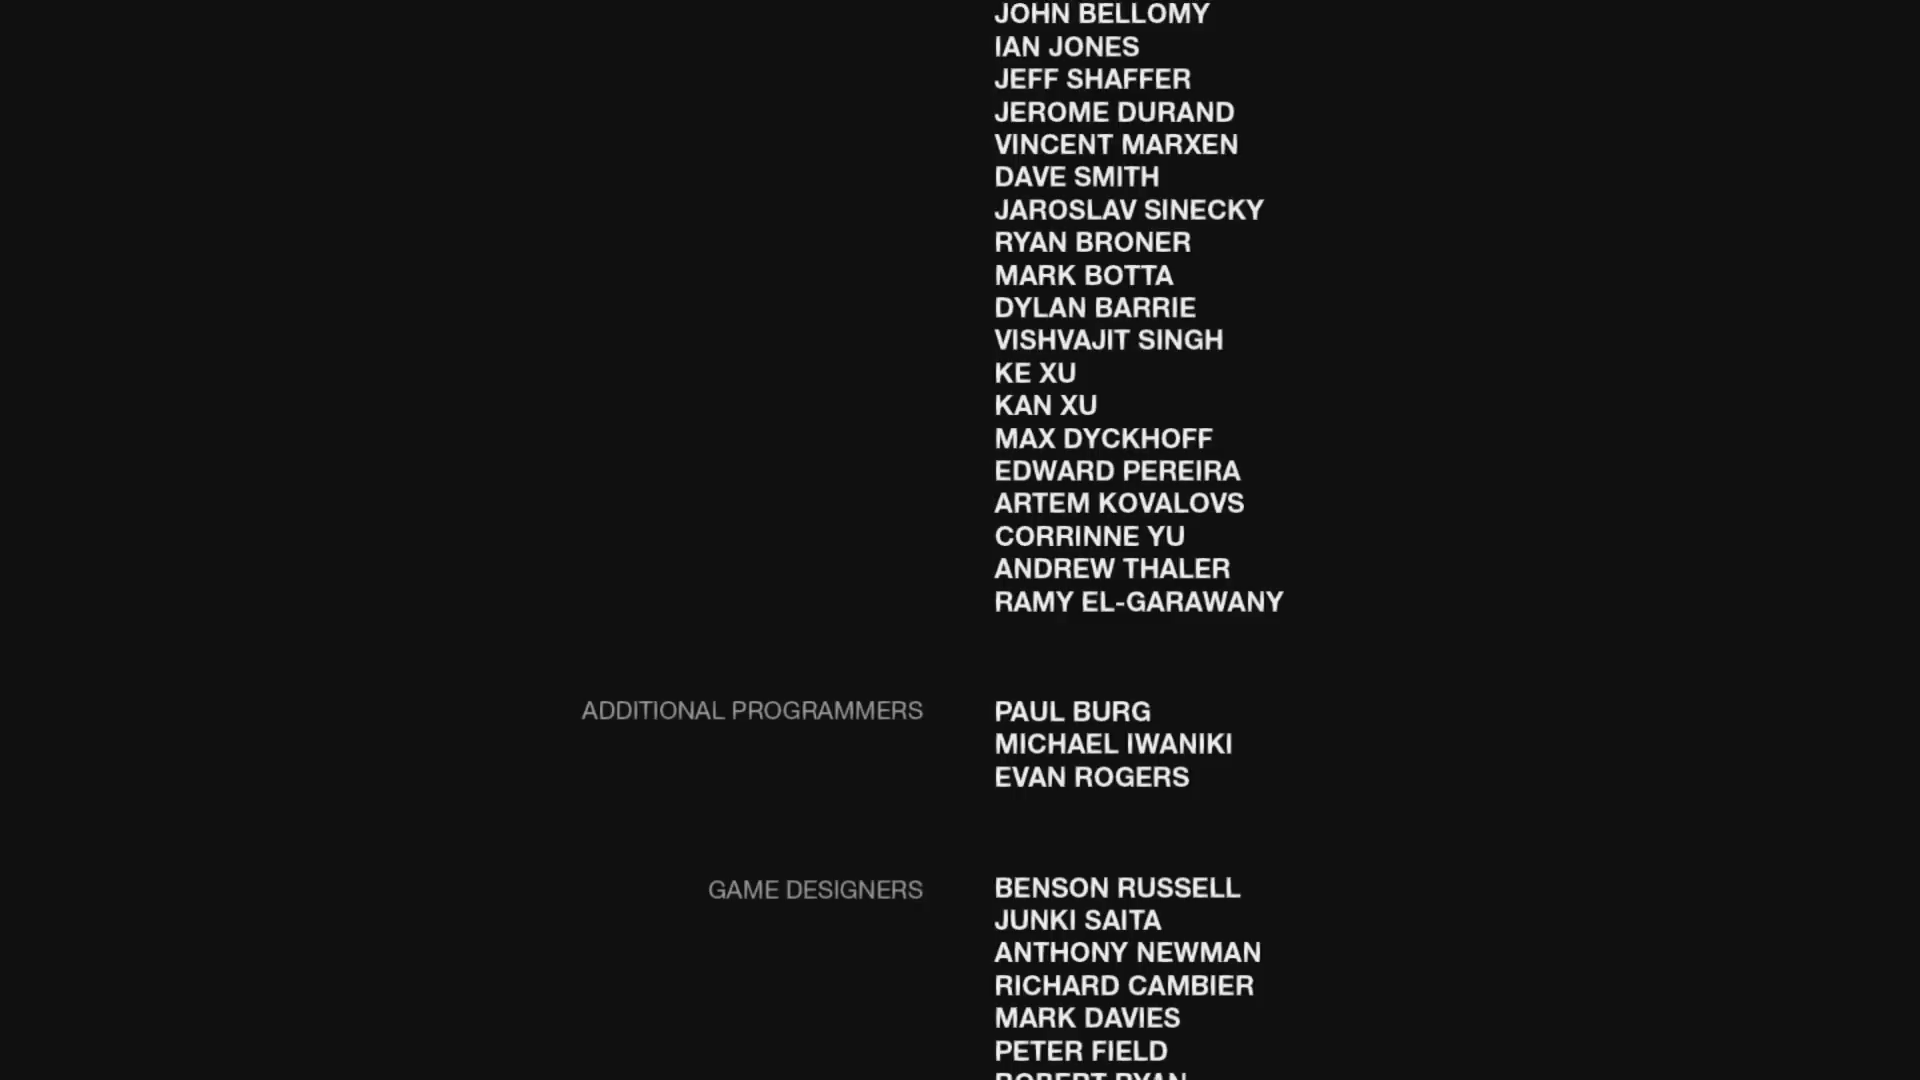 JOHN BELLOMY
IAN JONES
JEFF SHAFFER
JEROME DURAND
VINCENT MARXEN
DAVE SMITH
JAROSLAV SINECKY
RYAN BRONER
MARK BOTTA
DYLAN BARRIE
VISHVAJIT SINGH
KE XU
KAN XU
MAX DYCKHOFF
EDWARD PEREIRA
ARTEM KOVALOVS
CORRINNE YU
ANDREW THALER
RAMY EL-GARAWANY
ADDITIONAL PROGRAMMERS PAUL BURG
MICHAEL IWANIKI
EVAN ROGERS
GAME DESIGNERS BENSON RUSSELL
JUNKI SAITA
ANTHONY NEWMAN
RICHARD CAMBIER
MARK DAVIES
PETER FIELD
ROBERT RYAN